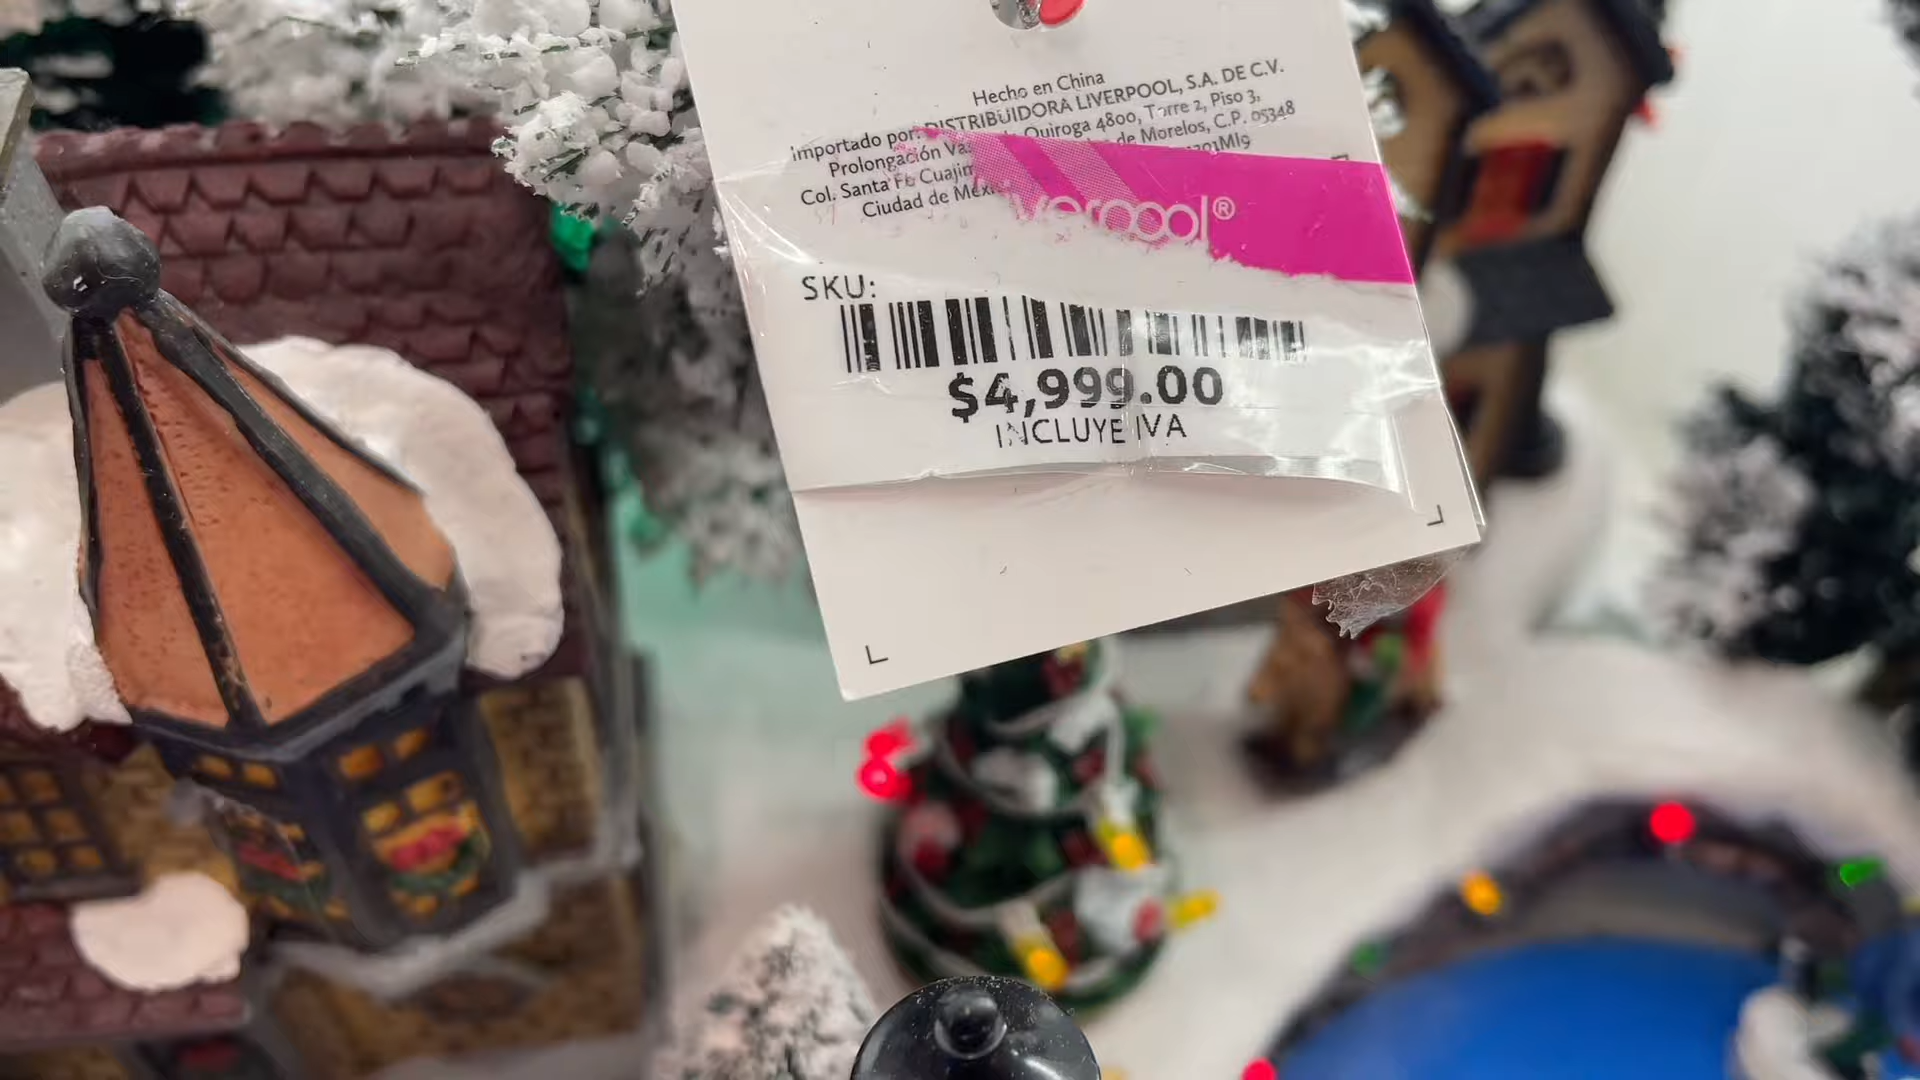 Hecho en China
Importado por: DISTRIBUIDORA LIVERPOOL, S.A. DE C.V.
Prolongación Quiroga 4800, Torre 2, Piso 3,
Col. Santa Fe de Morelos, C.P. 05348
Ciudad de
verpool®
SKU:
$4,999.00
INCLUYE IVA